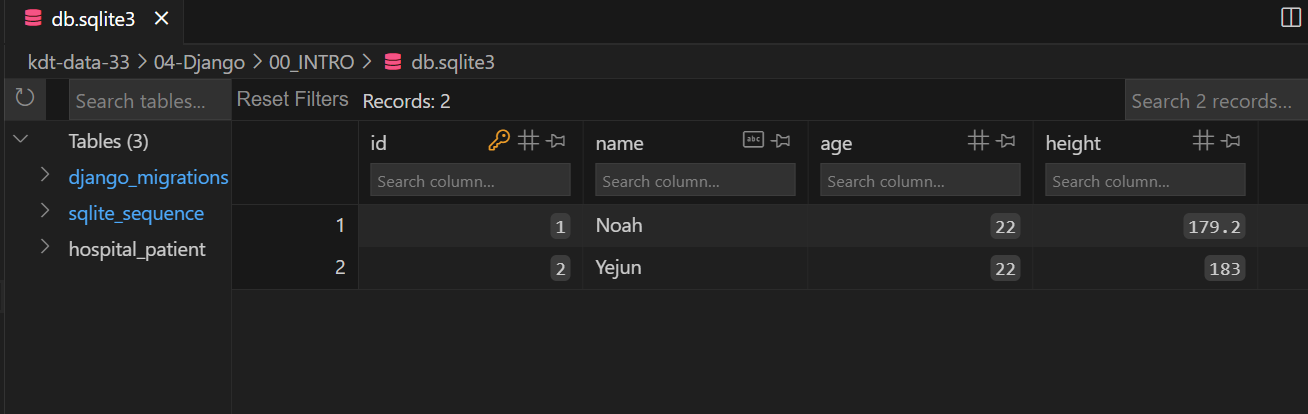 db.sqlite3
kdt-data-33 > 04-Django > 00_INTRO > db.sqlite3
Search tables... Reset Filters Records: 2 Search 2 records...
Tables (3)
django_migrations
sqlite_sequence
hospital_patient
id name abc age height
Search column... Search column... Search column... Search column...
1 1 Noah 22 179.2
2 2 Yejun 22 183